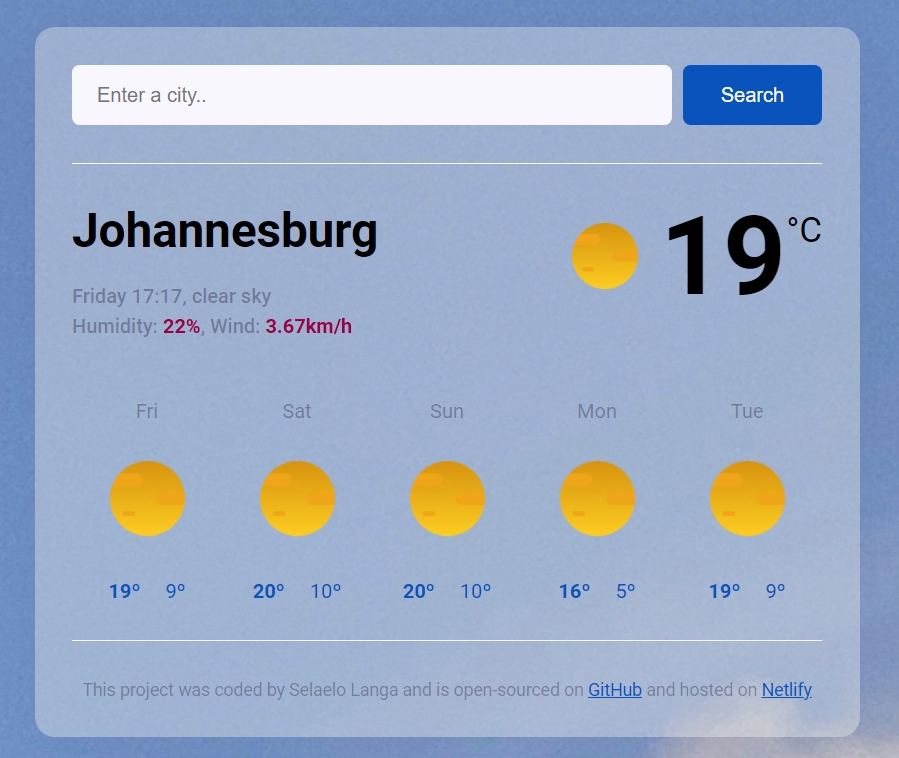 Enter a city..
Search
Johannesburg
19 °C
Friday 17:17, clear sky
Humidity: 22%, Wind: 3.67km/h
Fri Sat Sun Mon Tue
19° 9° 20° 10° 20° 10° 16° 5° 19° 9°
This project was coded by Selaelo Langa and is open-sourced on GitHub and hosted on Netlify